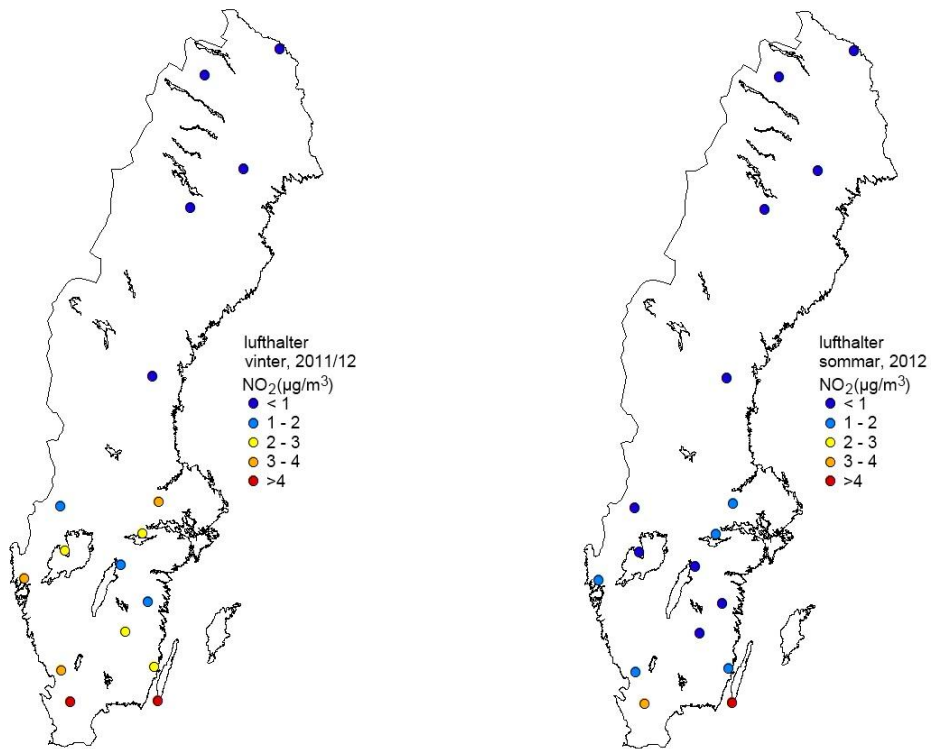 lufthalter
vinter, 2011/12
NO₂(µg/m³)
< 1
1 - 2
2 - 3
3 - 4
>4
lufthalter
sommar, 2012
NO₂(µg/m³)
< 1
1 - 2
2 - 3
3 - 4
>4